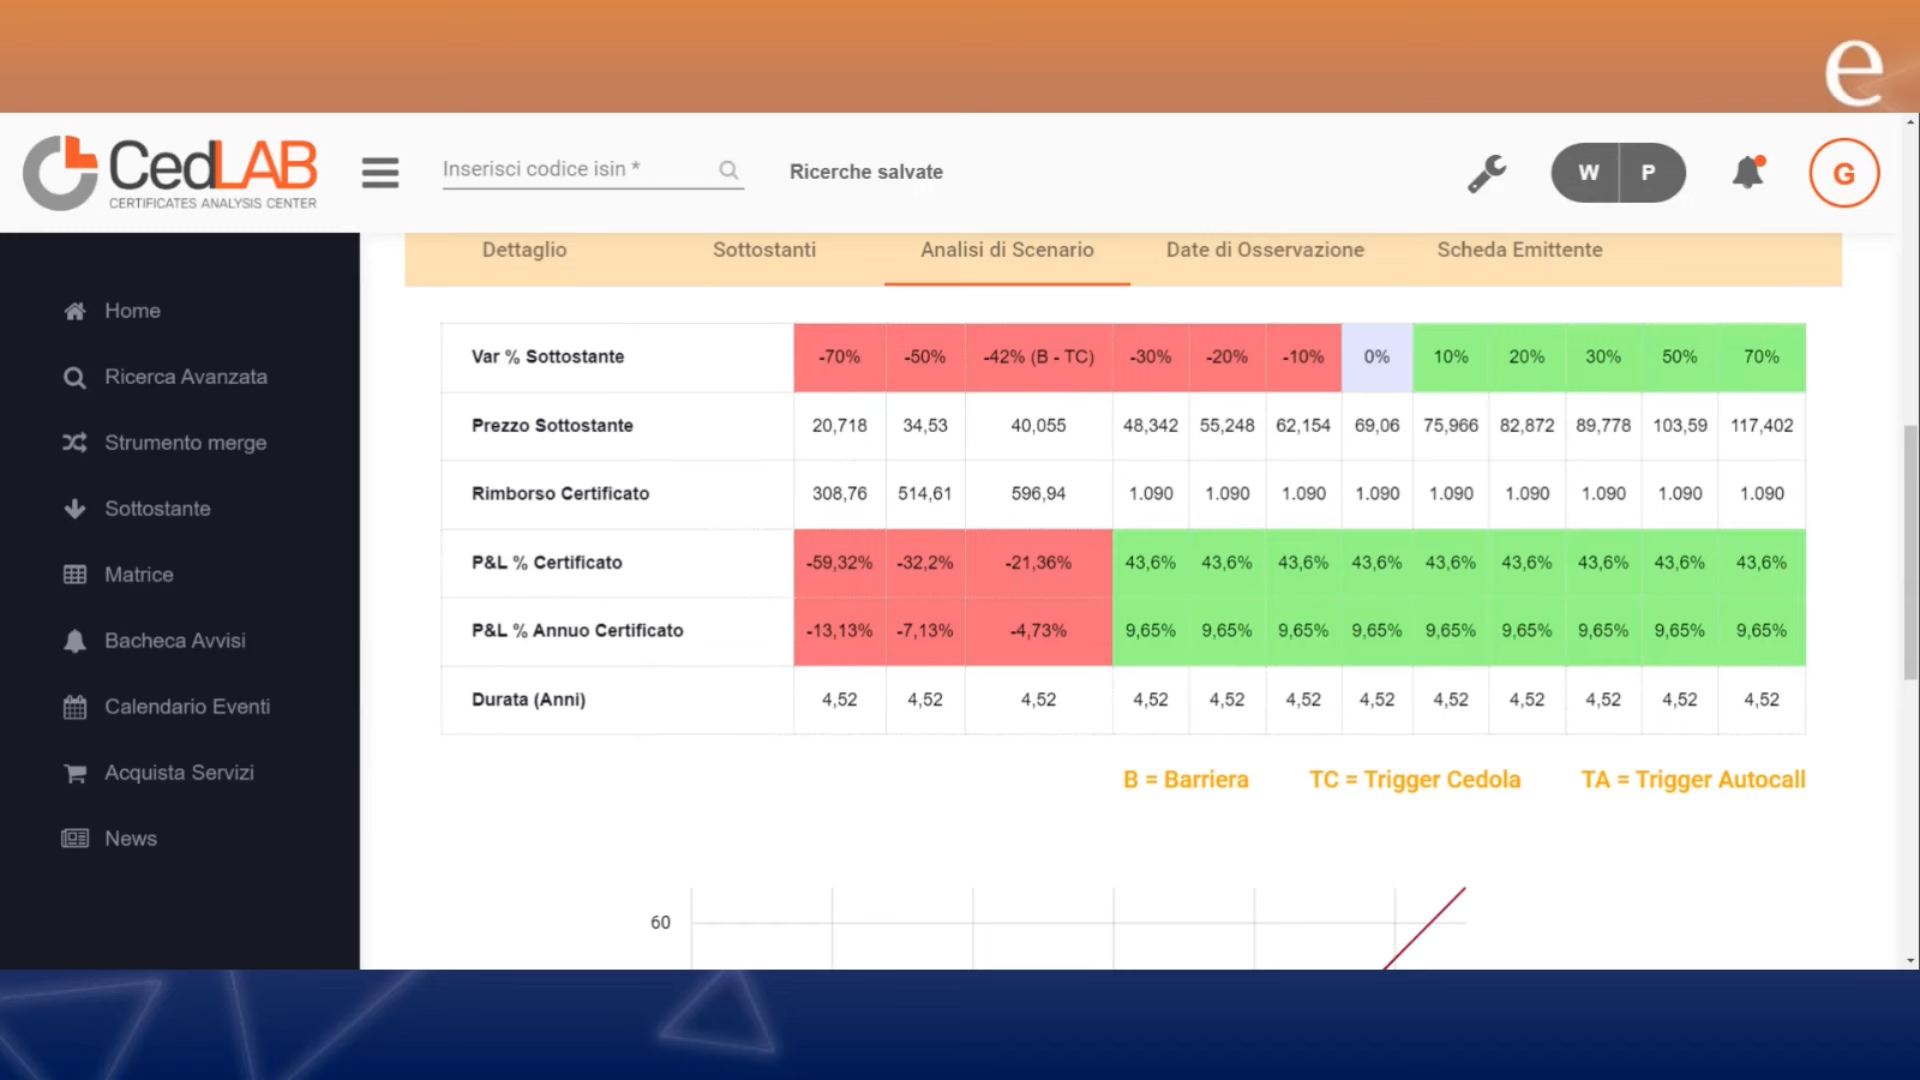 e
CedLAB
CERTIFICATES ANALYSIS CENTER
Inserisci codice isin *
Ricerche salvate
W P
G
Dettaglio Sottostanti Analisi di Scenario Date di Osservazione Scheda Emittente
Home
Ricerca Avanzata
Strumento merge
Sottostante
Matrice
Bacheca Avvisi
Calendario Eventi
Acquista Servizi
News
Var % Sottostante -70% -50% -42% (B - TC) -30% -20% -10% 0% 10% 20% 30% 50% 70%
Prezzo Sottostante 20,718 34,53 40,055 48,342 55,248 62,154 69,06 75,966 82,872 89,778 103,59 117,402
Rimborso Certificato 308,76 514,61 596,94 1.090 1.090 1.090 1.090 1.090 1.090 1.090 1.090 1.090
P&L % Certificato -59,32% -32,2% -21,36% 43,6% 43,6% 43,6% 43,6% 43,6% 43,6% 43,6% 43,6% 43,6%
P&L % Annuo Certificato -13,13% -7,13% -4,73% 9,65% 9,65% 9,65% 9,65% 9,65% 9,65% 9,65% 9,65% 9,65%
Durata (Anni) 4,52 4,52 4,52 4,52 4,52 4,52 4,52 4,52 4,52 4,52 4,52 4,52
B = Barriera TC = Trigger Cedola TA = Trigger Autocall
60